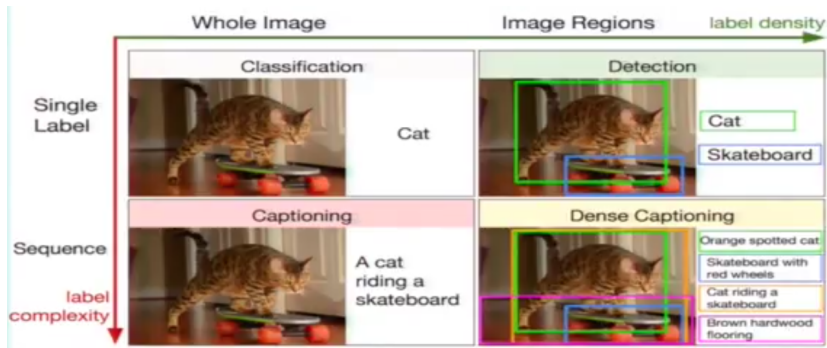 Whole Image
Image Regions
label density
Classification
Detection
Single
Label
Cat
Cat
Skateboard
Captioning
Dense Captioning
Sequence
label
complexity
A cat
riding a
skateboard
Orange spotted cat
Skateboard with
red wheels
Cat riding a
skateboard
Brown hardwood
flooring